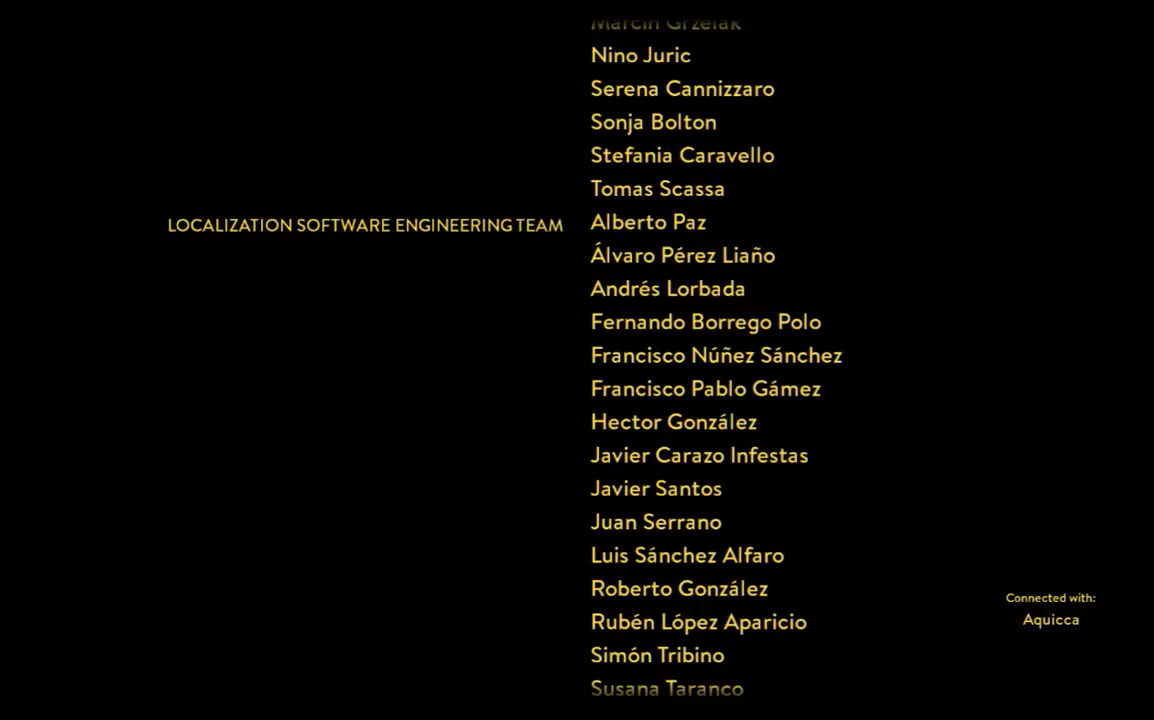 Marcin Grzelak
Nino Juric
Serena Cannizzaro
Sonja Bolton
Stefania Caravello
Tomas Scassa
LOCALIZATION SOFTWARE ENGINEERING TEAM Alberto Paz
Álvaro Pérez Liaño
Andrés Lorbada
Fernando Borrego Polo
Francisco Núñez Sánchez
Francisco Pablo Gámez
Hector González
Javier Carazo Infestas
Javier Santos
Juan Serrano
Luis Sánchez Alfaro
Roberto González
Rubén López Aparicio
Simón Tribino
Susana Taranco
Connected with:
Aquicca